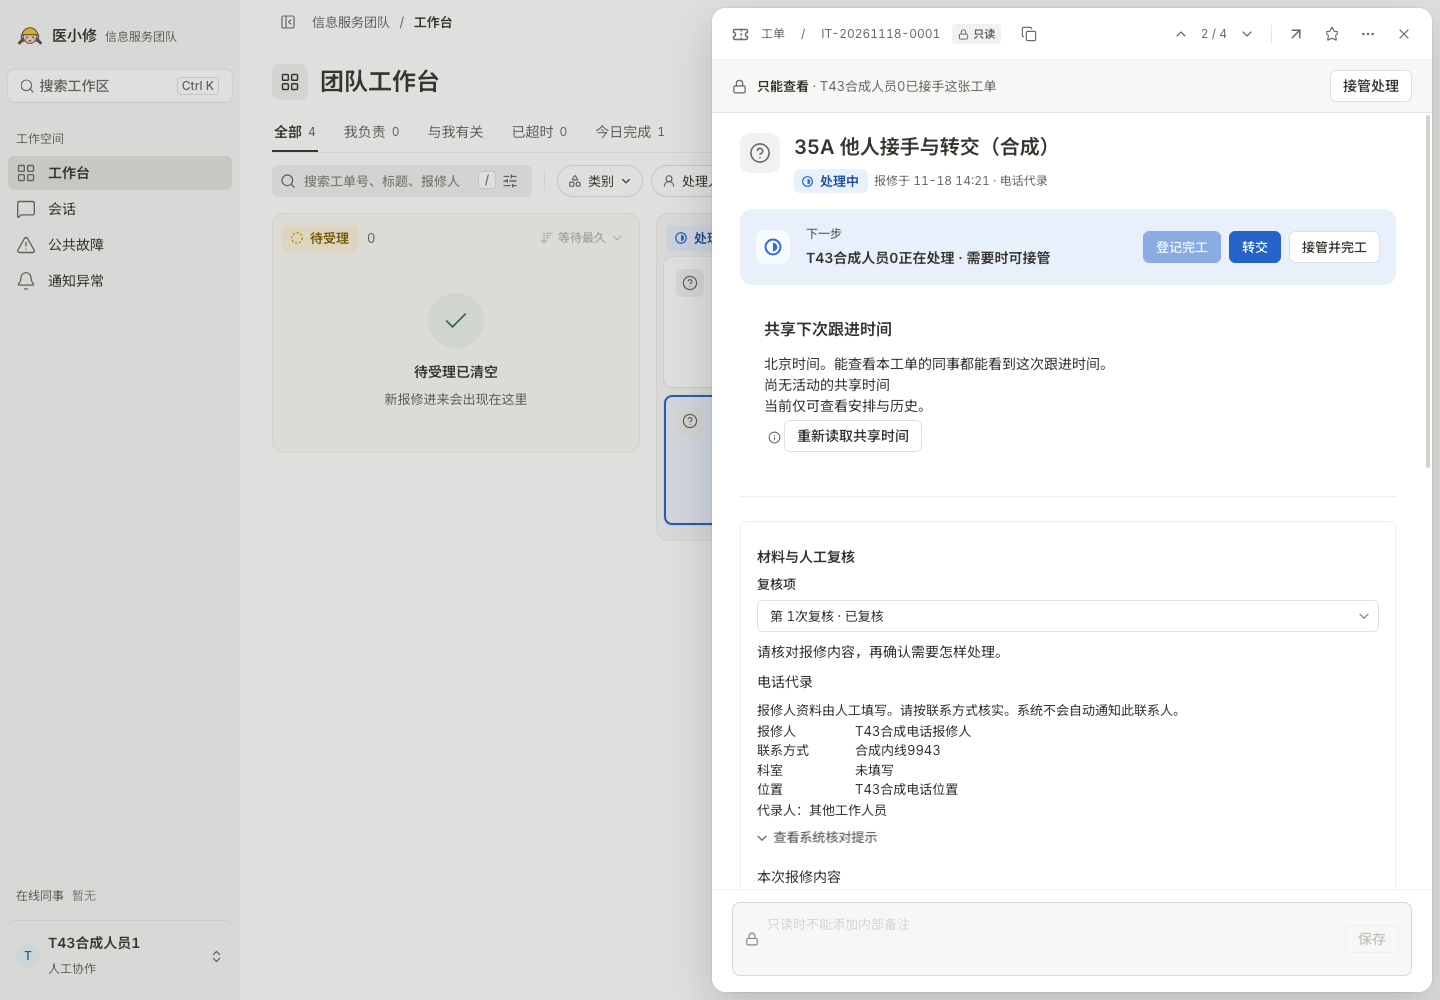 医小修 信息服务团队
搜索工作区 Ctrl K
工作空间
工作台
会话
公共故障
通知异常
在线同事 暂无
T T43合成人员1
人工协作
信息服务团队 / 工作台
团队工作台
全部 4 我负责 0 与我有关 已超时 0 今日完成 1
搜索工单号、标题、报修人 / 类别 处理
待受理 0 等待最久
待受理已清空
新报修进来会出现在这里
工单 / IT-20261118-0001 只读 2 / 4
只能查看 · T43合成人员0已接手这张工单 接管处理
35A 他人接手与转交（合成）
处理中 报修于 11-18 14:21 · 电话代录
下一步
T43合成人员0正在处理 · 需要时可接管
登记完工 转交 接管并完工
共享下次跟进时间
北京时间。能查看本工单的同事都能看到这次跟进时间。
尚无活动的共享时间
当前仅可查看安排与历史。
重新读取共享时间
材料与人工复核
复核项
第 1次复核 · 已复核
请核对报修内容，再确认需要怎样处理。
电话代录
报修人资料由人工填写。请按联系方式核实。系统不会自动通知此联系人。
报修人 T43合成电话报修人
联系方式 合成内线9943
科室 未填写
位置 T43合成电话位置
代录人：其他工作人员
查看系统核对提示
本次报修内容
只读时不能添加内部备注
保存